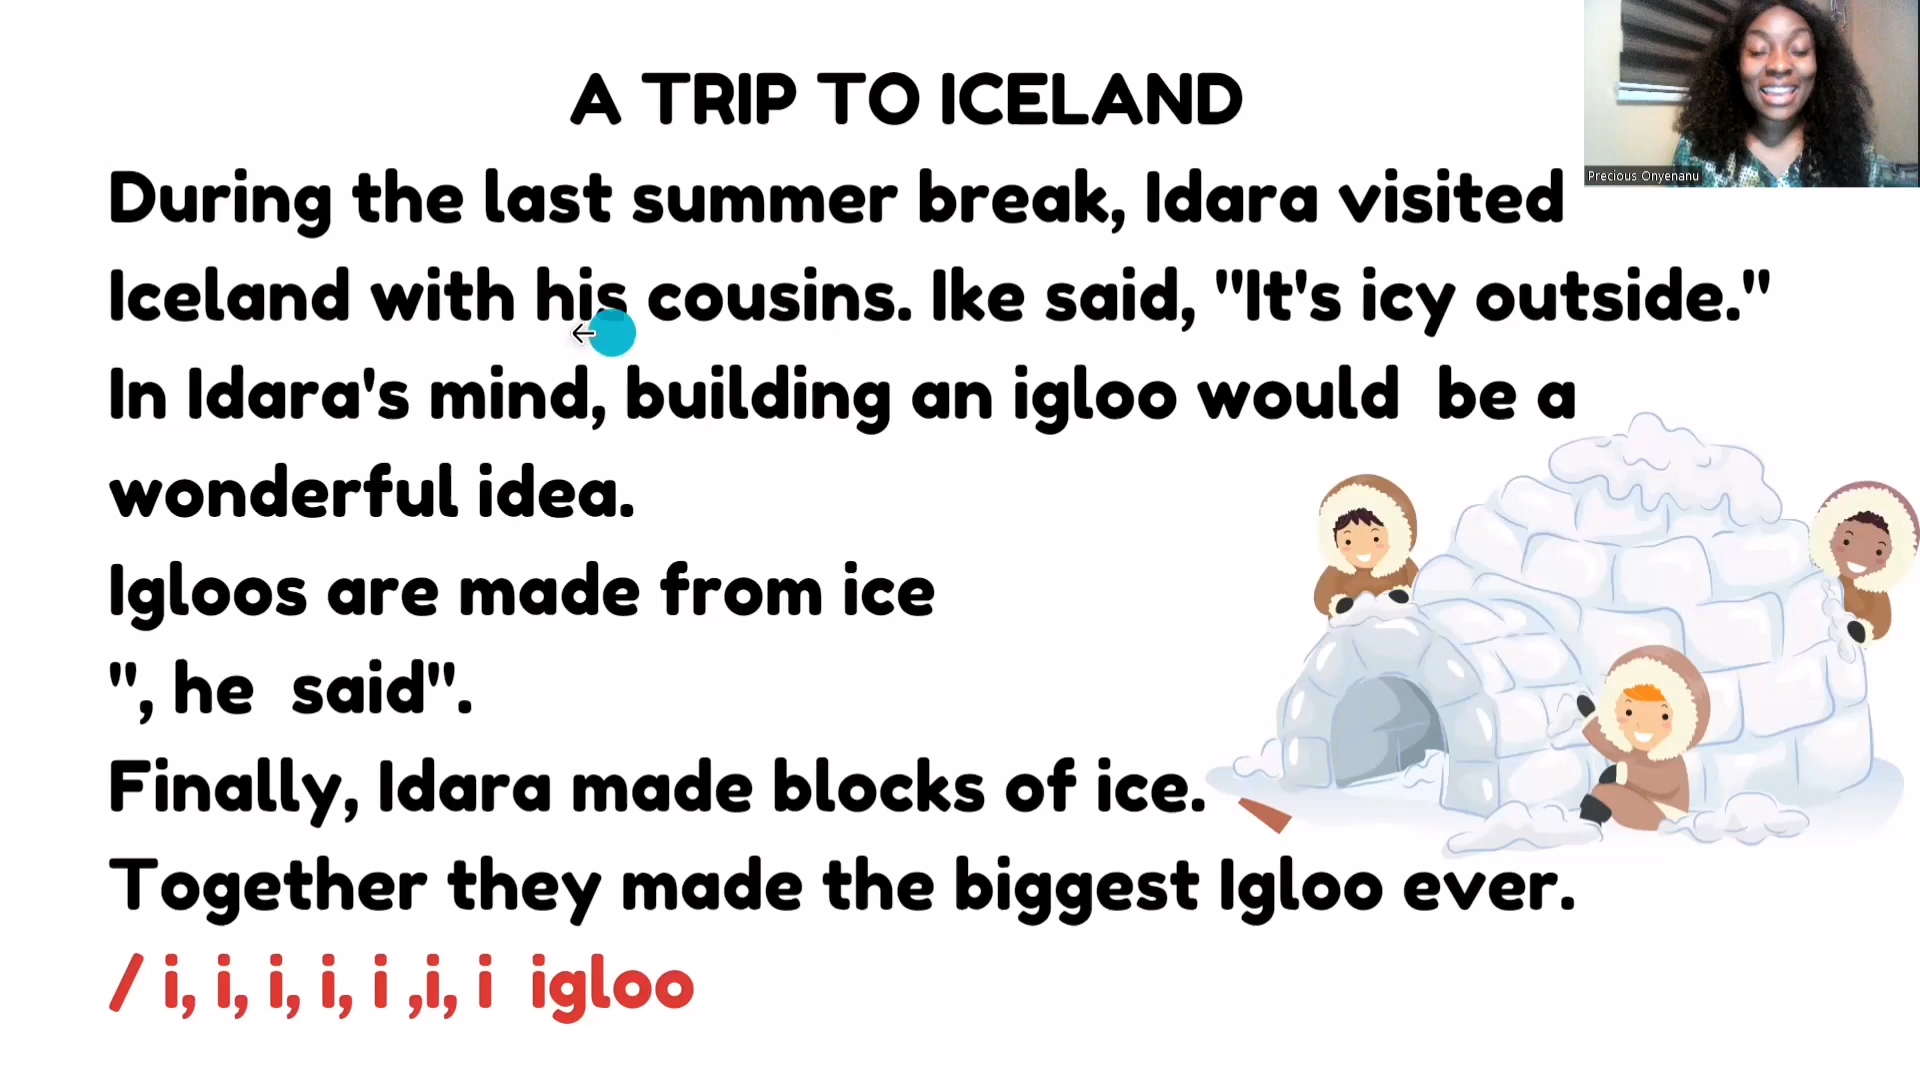 A TRIP TO ICELAND
During the last summer break, Idara visited
Iceland with his cousins. Ike said, "It's icy outside."
In Idara's mind, building an igloo would  be a
wonderful idea.
Igloos are made from ice
", he  said".
Finally, Idara made blocks of ice.
Together they made the biggest Igloo ever.
/ i, i, i, i, i ,i, i  igloo
Precious Onyenanu